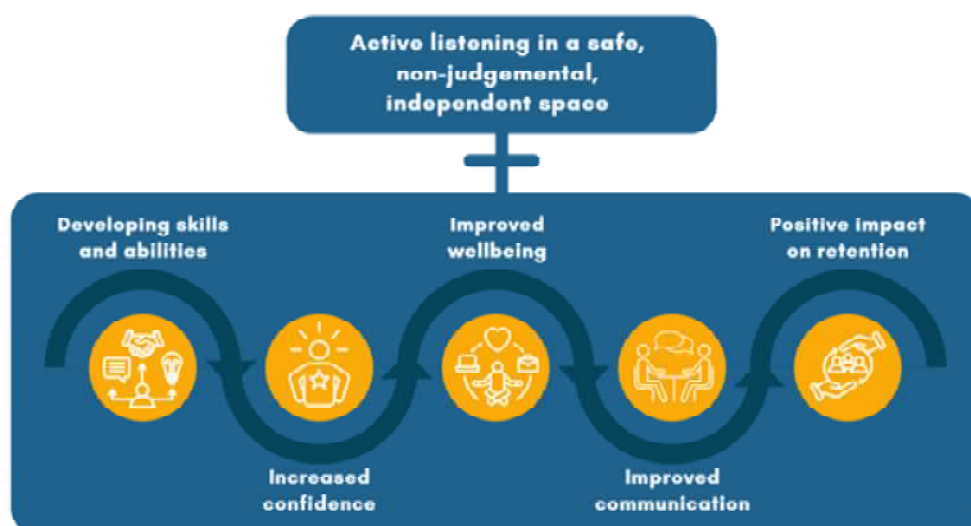 Active listening in a safe,
non-judgemental,
independent space
Developing skills
and abilities
Increased
confidence
Improved
wellbeing
Improved
communication
Positive impact
on retention